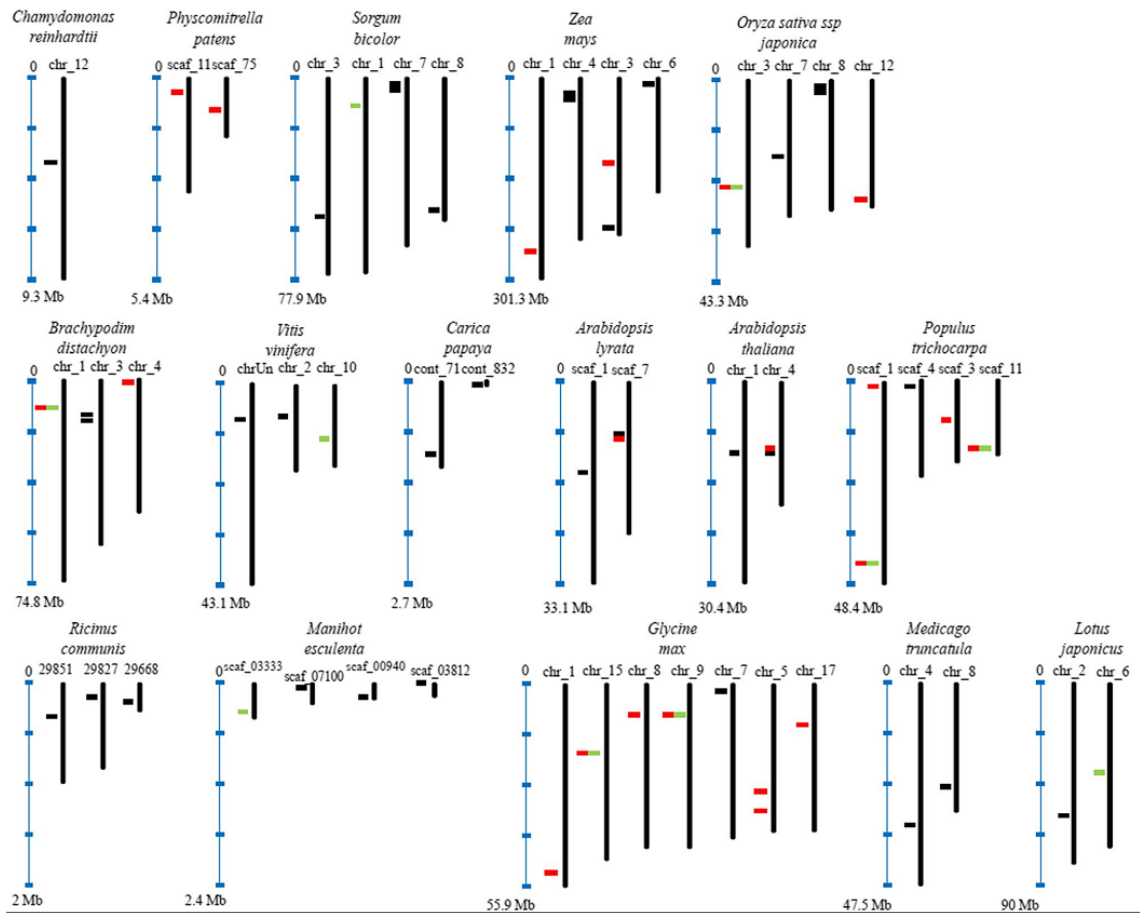 Chamydomonas
reinhardtii
0 chr_12
9.3 Mb
Physcomitrella
patens
0 scaf_11 scaf_75
5.4 Mb
Sorgum
bicolor
0 chr_3 chr_1 chr_7 chr_8
77.9 Mb
Zea
mays
0 chr_1 chr_4 chr_3 chr_6
301.3 Mb
Oryza sativa ssp
japonica
0 chr_3 chr_7 chr_8 chr_12
43.3 Mb
Brachypodim
distachyon
0 chr_1 chr_3 chr_4
74.8 Mb
Vitis
vinifera
0 chrUn chr_2 chr_10
43.1 Mb
Carica
papaya
0 cont_71 cont_832
2.7 Mb
Arabidopsis
lyrata
0 scaf_1 scaf_7
33.1 Mb
Arabidopsis
thaliana
0 chr_1 chr_4
30.4 Mb
Populus
trichocarpa
0 scaf_1 scaf_4 scaf_3 scaf_11
48.4 Mb
Ricimus
communis
0 29851 29827 29668
2 Mb
Manihot
esculenta
0 scaf_03333 scaf_07100 scaf_00940 scaf_03812
2.4 Mb
Glycine
max
0 chr_1 chr_15 chr_8 chr_9 chr_7 chr_5 chr_17
55.9 Mb
Medicago
truncatula
0 chr_4 chr_8
47.5 Mb
Lotus
japonicus
0 chr_2 chr_6
90 Mb